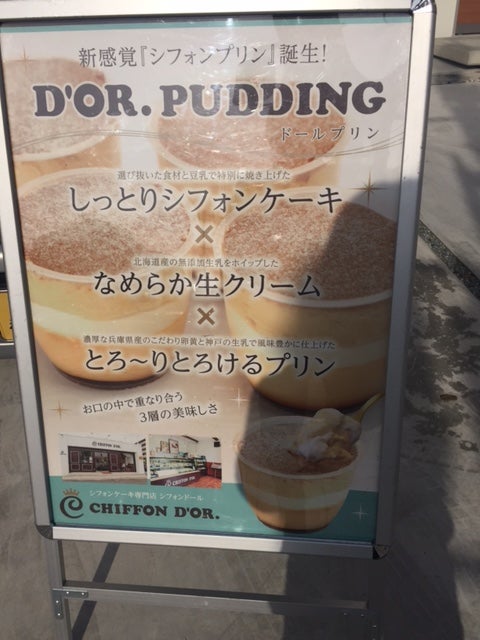 新感覚『シフォンプリン』誕生!
D'OR. PUDDING
ドールプリン
選び抜いた食材と豆乳で特別に焼き上げた
しっとりシフォンケーキ
×
北海道産の無添加生乳をホイップした
なめらか生クリーム
×
濃厚な兵庫県産のこだわり卵黄と神戸の生乳で風味豊かに仕上げた
とろ～りとろけるプリン
お口の中で重なり合う
3層の美味しさ
CHIFFON D'OR.
CHIFFON D'OR.
シフォンケーキ専門店 シフォンドール
CHIFFON D'OR.